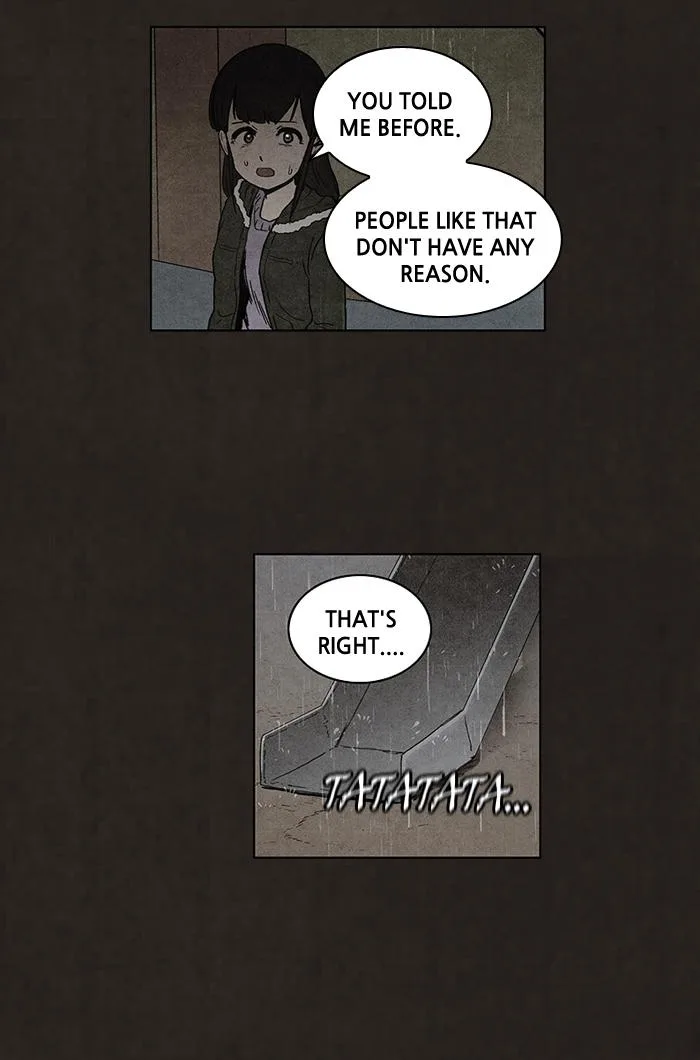 YOU TOLD
ME BEFORE.
PEOPLE LIKE THAT
DON'T HAVE ANY
REASON.
THAT'S
RIGHT....
TATATATA...